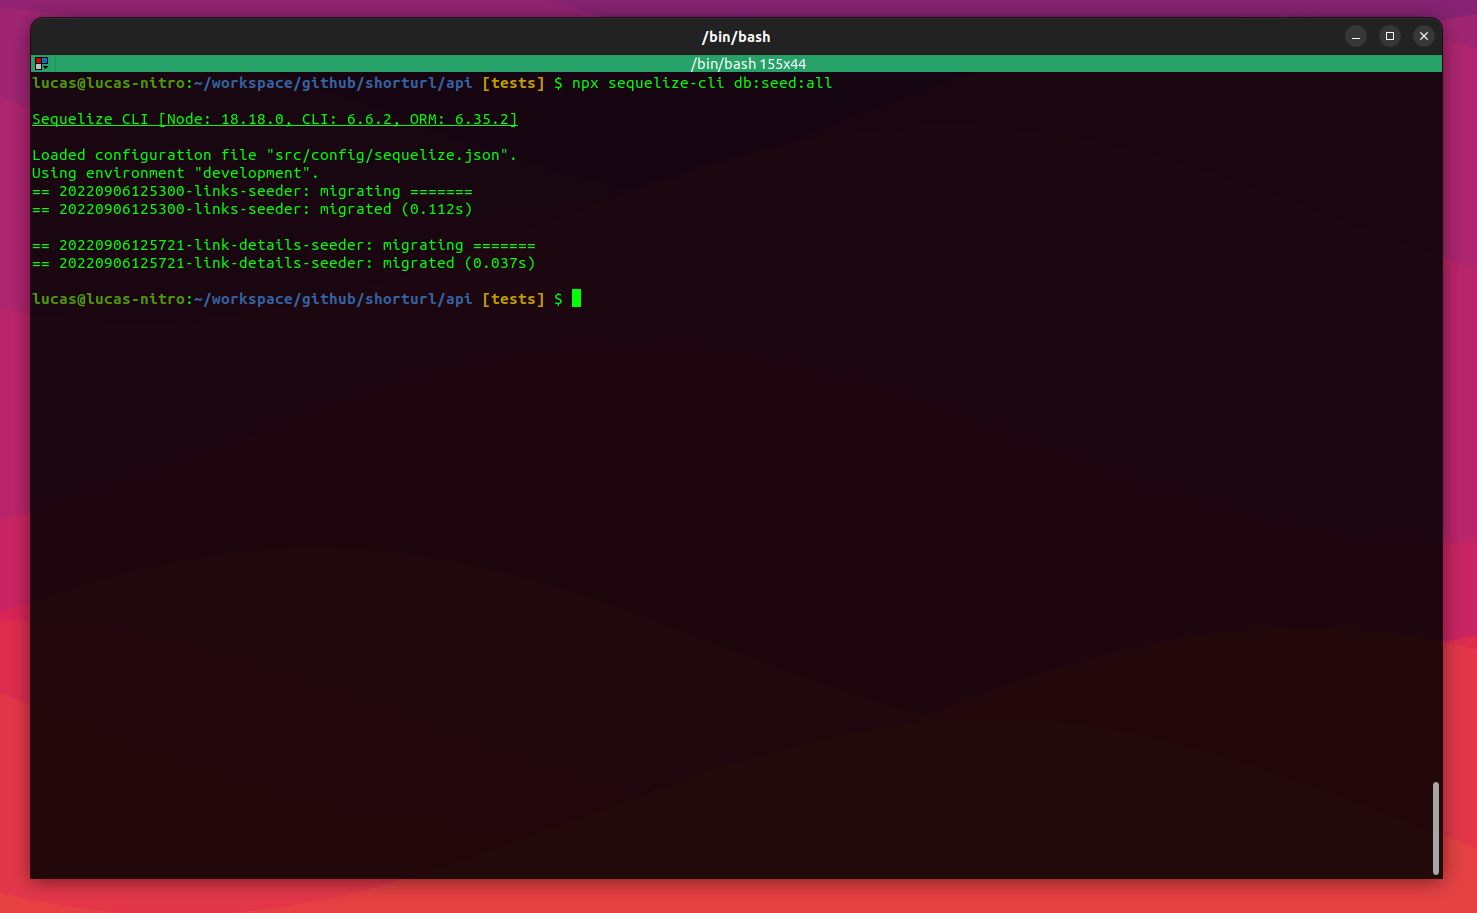 /bin/bash
/bin/bash 155x44
lucas@lucas-nitro:~/workspace/github/shorturl/api [tests] $ npx sequelize-cli db:seed:all
Sequelize CLI [Node: 18.18.0, CLI: 6.6.2, ORM: 6.35.2]
Loaded configuration file "src/config/sequelize.json".
Using environment "development".
== 20220906125300-links-seeder: migrating =======
== 20220906125300-links-seeder: migrated (0.112s)
== 20220906125721-link-details-seeder: migrating =======
== 20220906125721-link-details-seeder: migrated (0.037s)
lucas@lucas-nitro:~/workspace/github/shorturl/api [tests] $